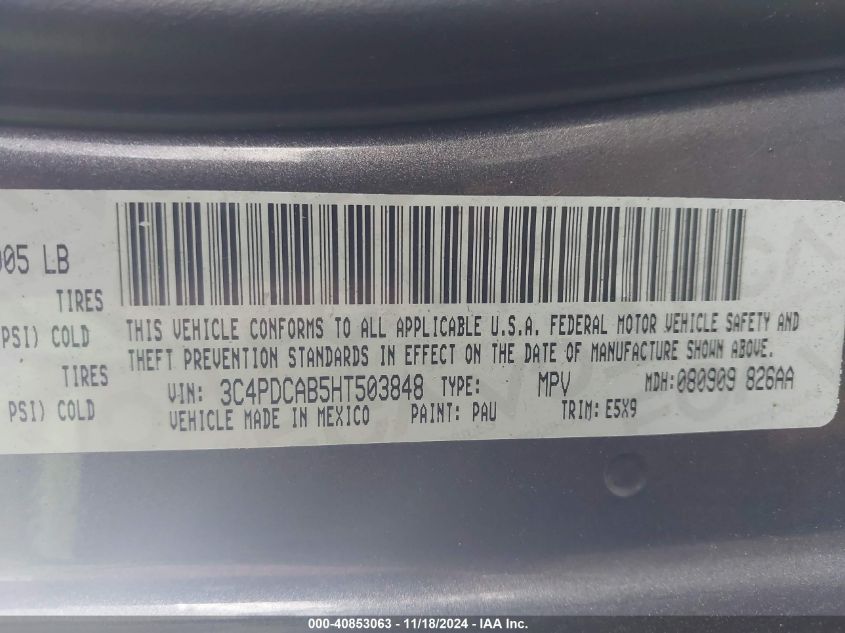 005 LB
TIRES
PSI) COLD
TIRES
PSI) COLD
THIS VEHICLE CONFORMS TO ALL APPLICABLE U.S.A. FEDERAL MOTOR VEHICLE SAFETY AND
THEFT PREVENTION STANDARDS IN EFFECT ON THE DATE OF MANUFACTURE SHOWN ABOVE.
VIN: 3C4PDCAB5HT503848 TYPE: MPV MDH:080909 826AA
VEHICLE MADE IN MEXICO PAINT: PAU TRIM: E5X9
000-40853063 - 11/18/2024 - IAA Inc.